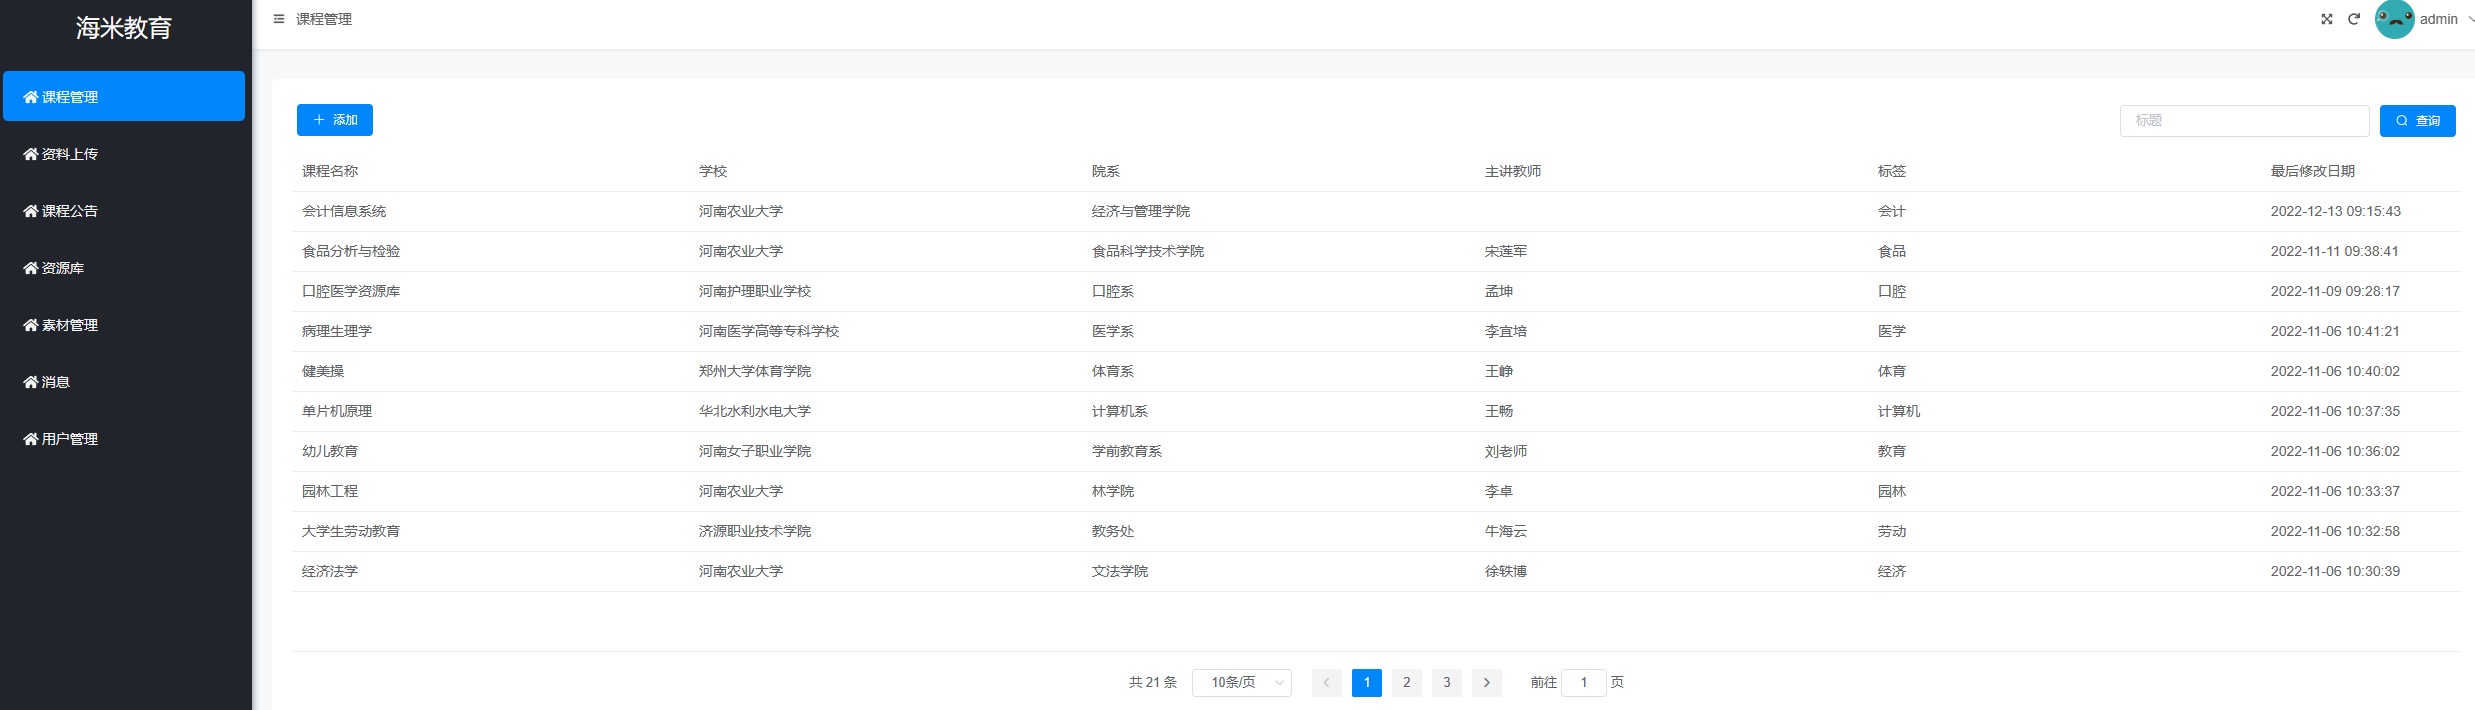 海米教育
课程管理
资料上传
课程公告
资源库
素材管理
消息
用户管理
课程管理
admin
添加
标题
查询
课程名称 学校 院系 主讲教师 标签 最后修改日期
会计信息系统 河南农业大学 经济与管理学院 会计 2022-12-13 09:15:43
食品分析与检验 河南农业大学 食品科学技术学院 宋莲军 食品 2022-11-11 09:38:41
口腔医学资源库 河南护理职业学校 口腔系 孟坤 口腔 2022-11-09 09:28:17
病理生理学 河南医学高等专科学校 医学系 李宜培 医学 2022-11-06 10:41:21
健美操 郑州大学体育学院 体育系 王峥 体育 2022-11-06 10:40:02
单片机原理 华北水利水电大学 计算机系 王畅 计算机 2022-11-06 10:37:35
幼儿教育 河南女子职业学院 学前教育系 刘老师 教育 2022-11-06 10:36:02
园林工程 河南农业大学 林学院 李卓 园林 2022-11-06 10:33:37
大学生劳动教育 济源职业技术学院 教务处 牛海云 劳动 2022-11-06 10:32:58
经济法学 河南农业大学 文法学院 徐轶博 经济 2022-11-06 10:30:39
共 21 条 10条/页 1 2 3 前往 1 页